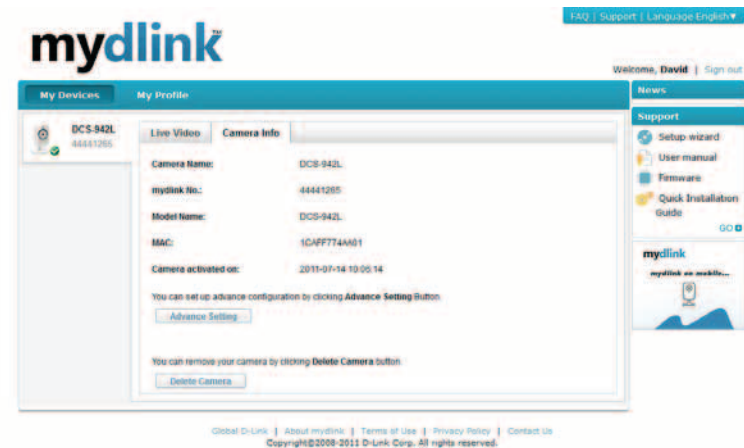 FAQ | Support | Language:English▼
mydlink™
Welcome, David | Sign out
My Devices
My Profile
News
DCS-942L
44441265
Live Video
Camera Info
Support
Setup wizard
User manual
Firmware
Quick Installation
Guide
GO
Camera Name: DCS-942L
mydlink No.: 44441265
Model Name: DCS-942L
MAC: 1CAFF774AA01
Camera activated on: 2011-07-14 10:05:14
You can set up advance configuration by clicking Advance Setting Button
Advance Setting
You can remove your camera by clicking Delete Camera button
Delete Camera
mydlink
mydlink on mobile...
Global D-Link | About mydlink | Terms of Use | Privacy Policy | Contact Us
Copyright©2008-2011 D-Link Corp. All rights reserved.